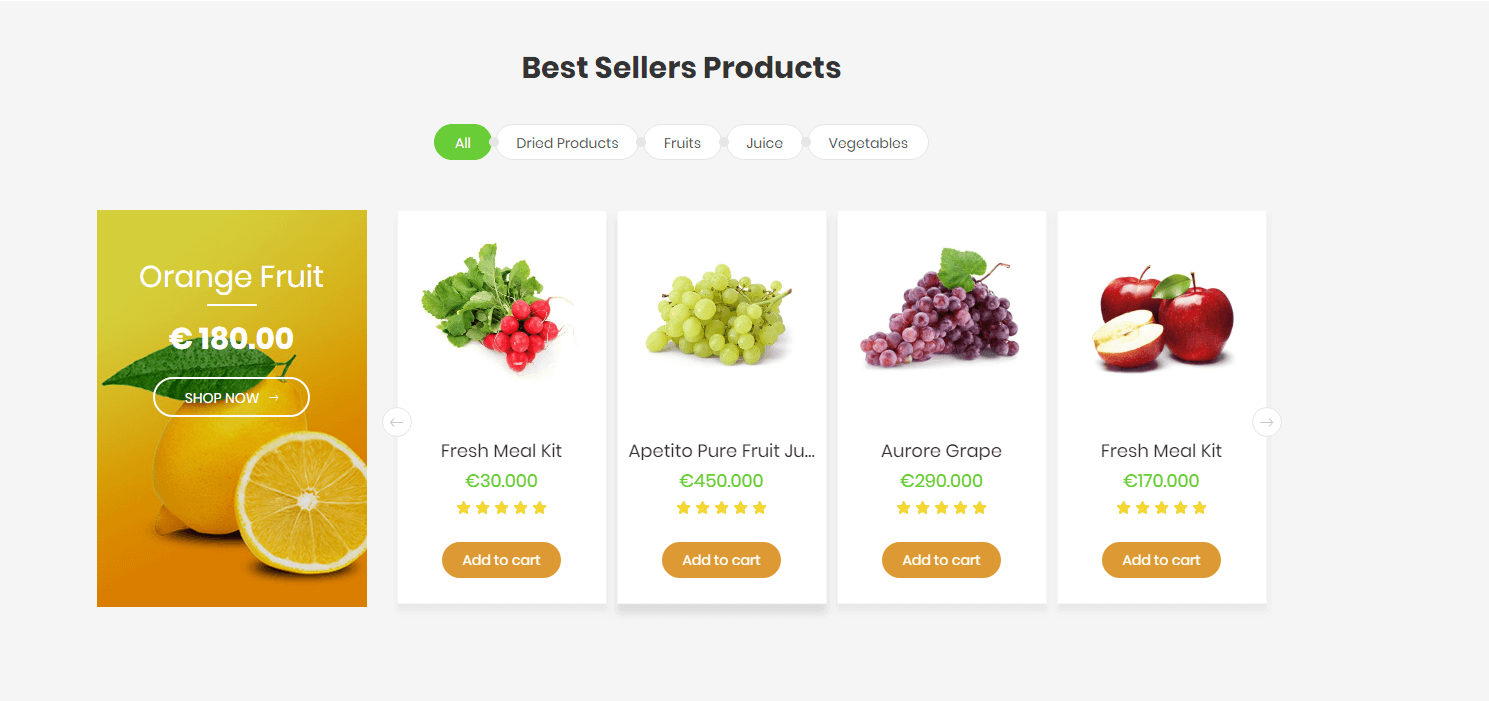 Best Sellers Products
All
Dried Products
Fruits
Juice
Vegetables
Orange Fruit
€ 180.00
SHOP NOW →
←
Fresh Meal Kit
€30.000
Add to cart
Apetito Pure Fruit Ju...
€450.000
Add to cart
Aurore Grape
€290.000
Add to cart
Fresh Meal Kit
€170.000
Add to cart
→